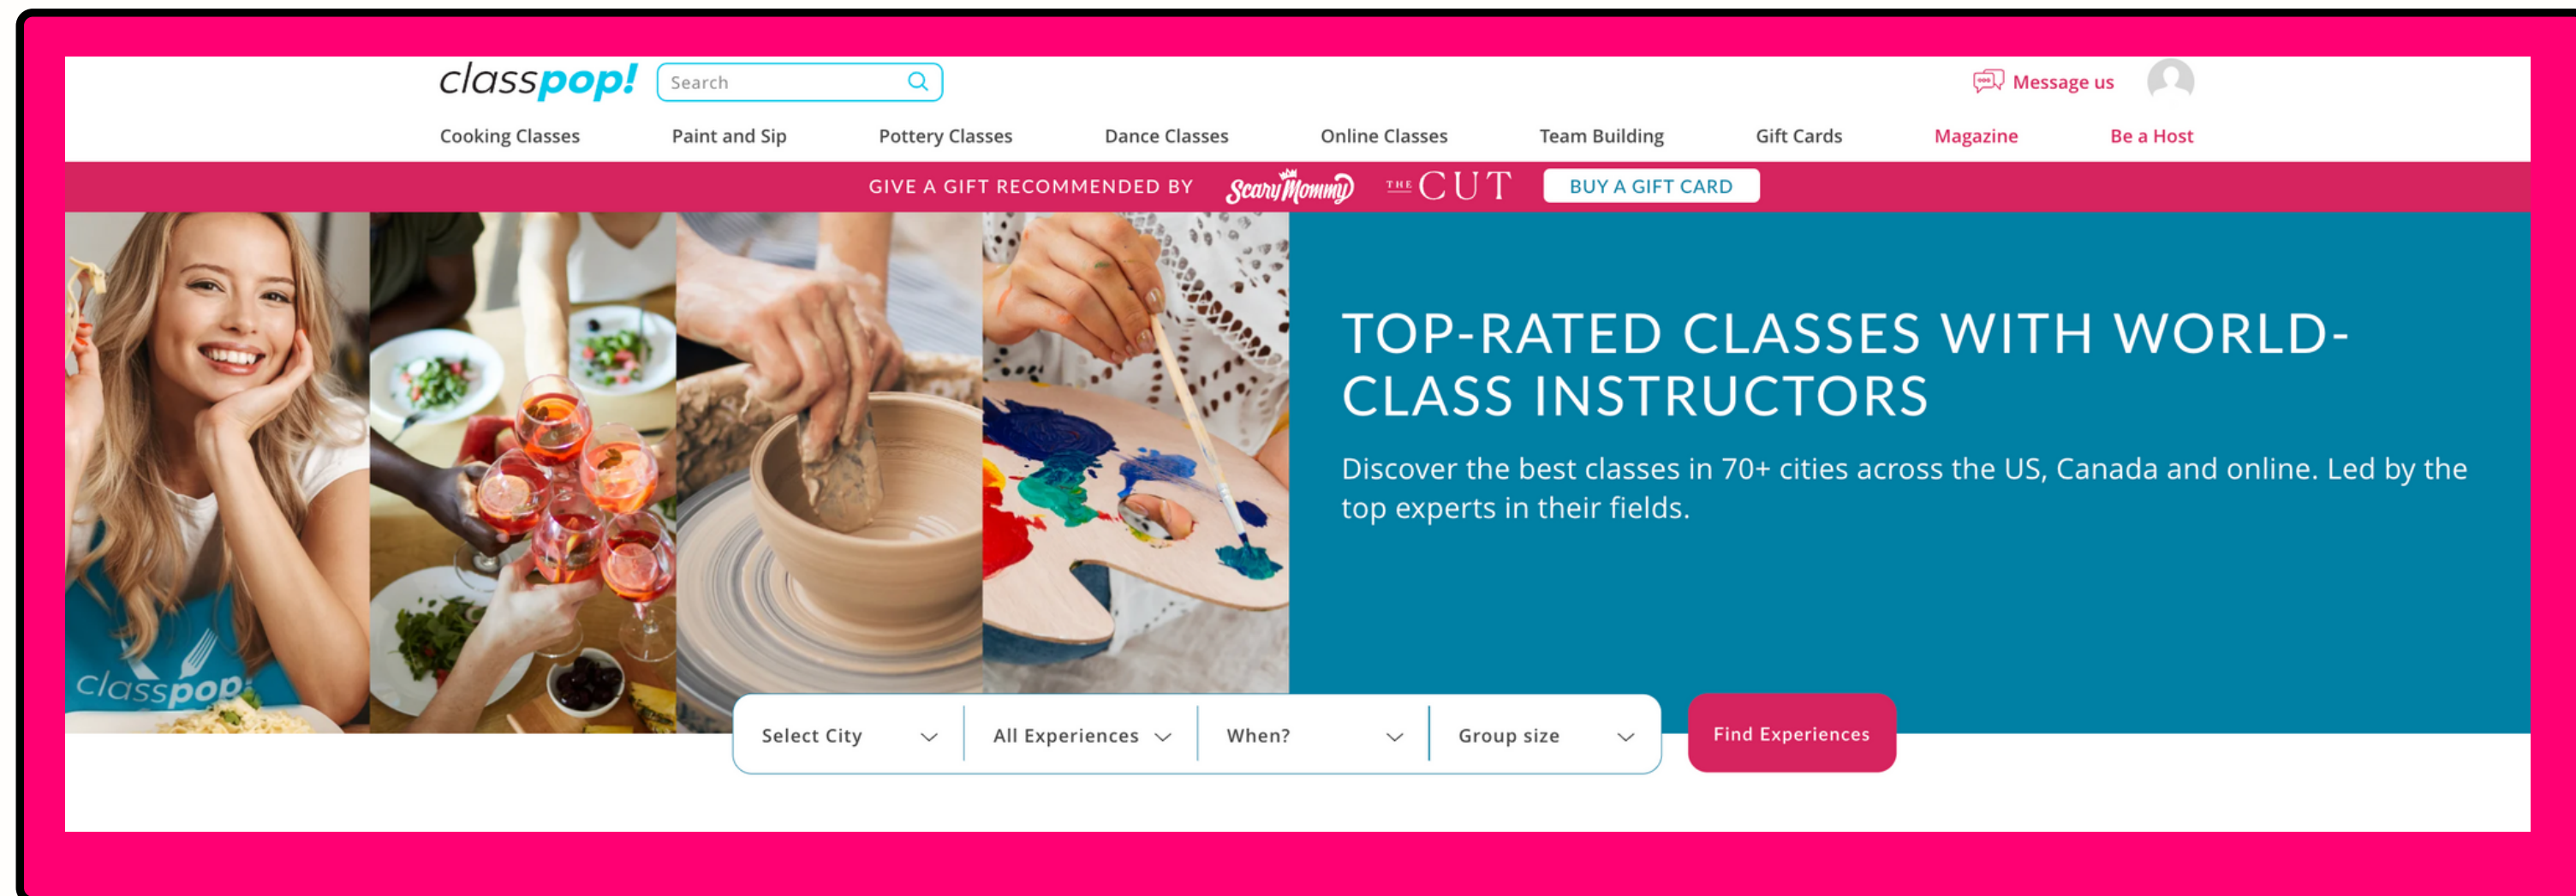 classpop!
Search
Message us
Cooking Classes
Paint and Sip
Pottery Classes
Dance Classes
Online Classes
Team Building
Gift Cards
Magazine
Be a Host
GIVE A GIFT RECOMMENDED BY
Scary Mommy
THE CUT
BUY A GIFT CARD
TOP-RATED CLASSES WITH WORLD-
CLASS INSTRUCTORS
Discover the best classes in 70+ cities across the US, Canada and online. Led by the
top experts in their fields.
classpop!
Select City
All Experiences
When?
Group size
Find Experiences